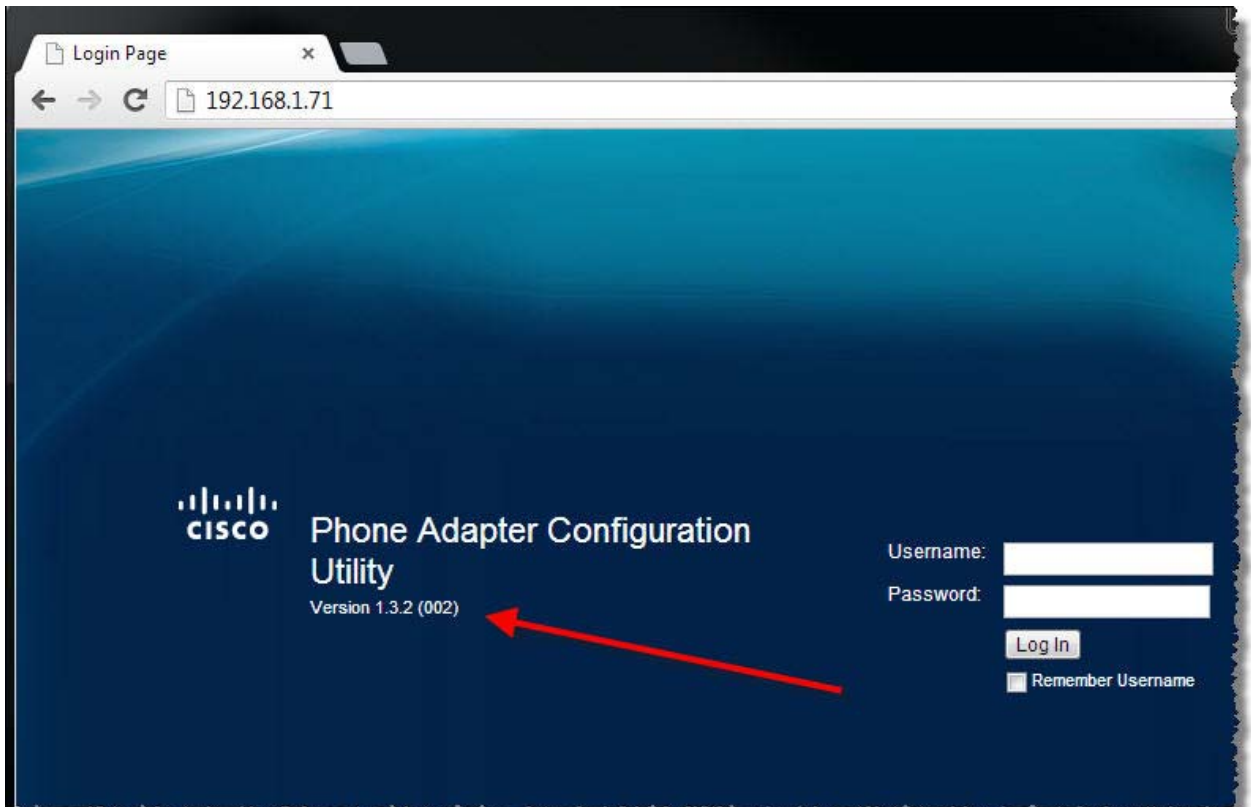 Login Page
192.168.1.71
CISCO
Phone Adapter Configuration
Utility
Version 1.3.2 (002)
Username:
Password:
Log In
Remember Username